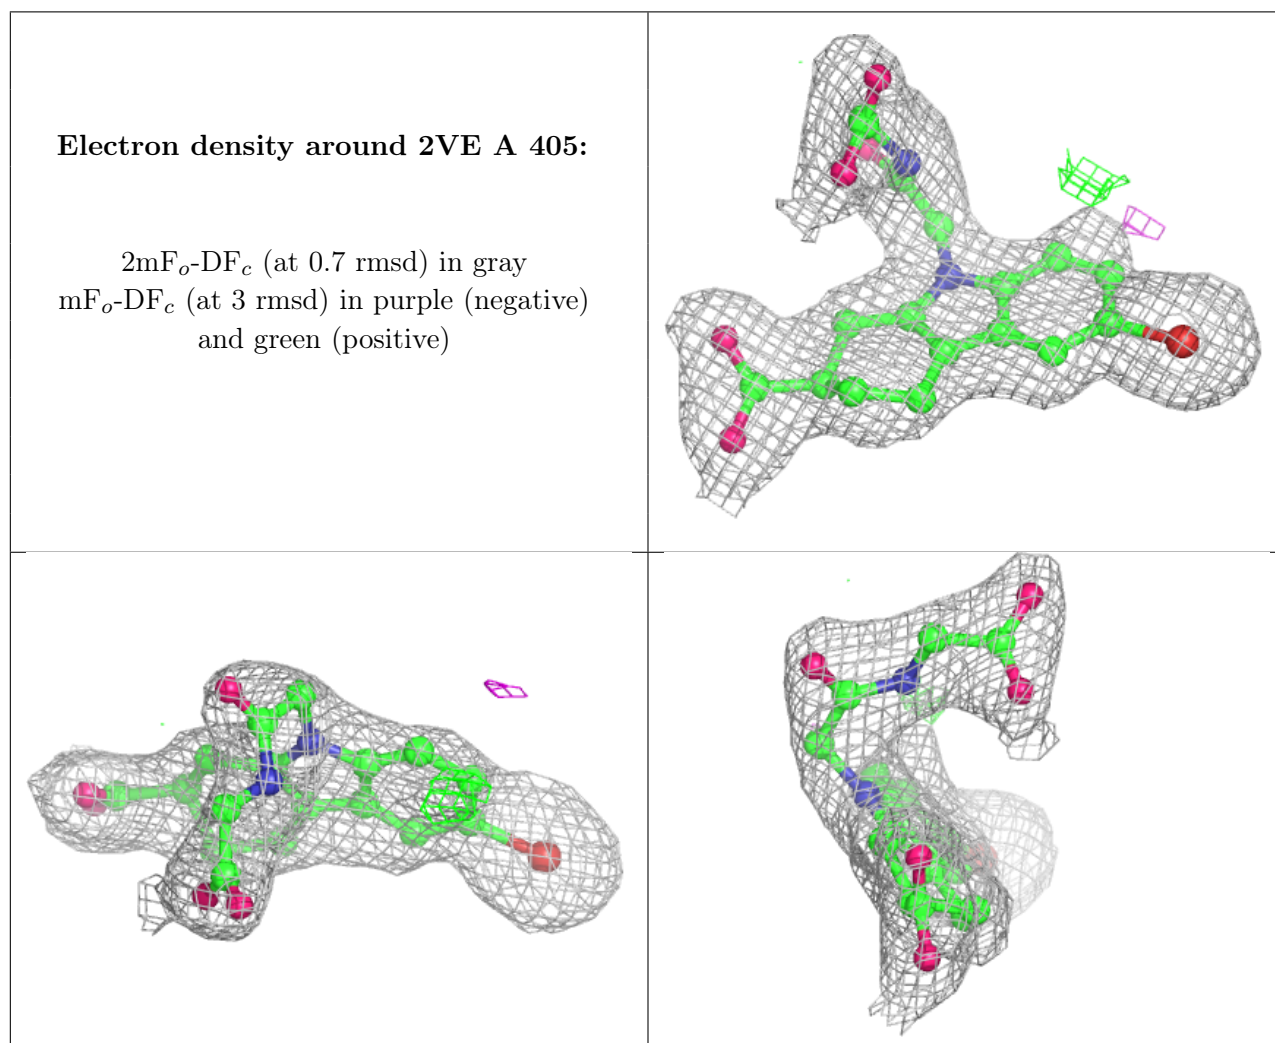 Electron density around 2VE A 405:
2mFo-DFc (at 0.7 rmsd) in gray
mFo-DFc (at 3 rmsd) in purple (negative)
and green (positive)